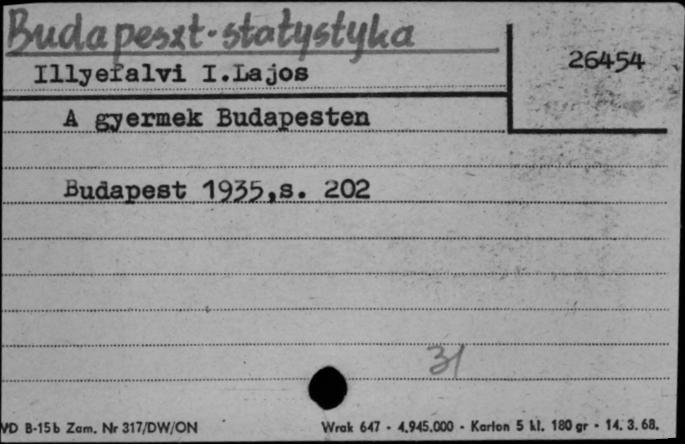 Budapeszt-statystyka
Illyefalvi I.Lajos
26454
A gyermek Budapesten
Budapest 1935,s. 202
31
VD B-15b Zam. Nr 317/DW/ON
Wrak 647 - 4.945.000 - Karton 5 kl. 180 gr - 14. 3. 68.